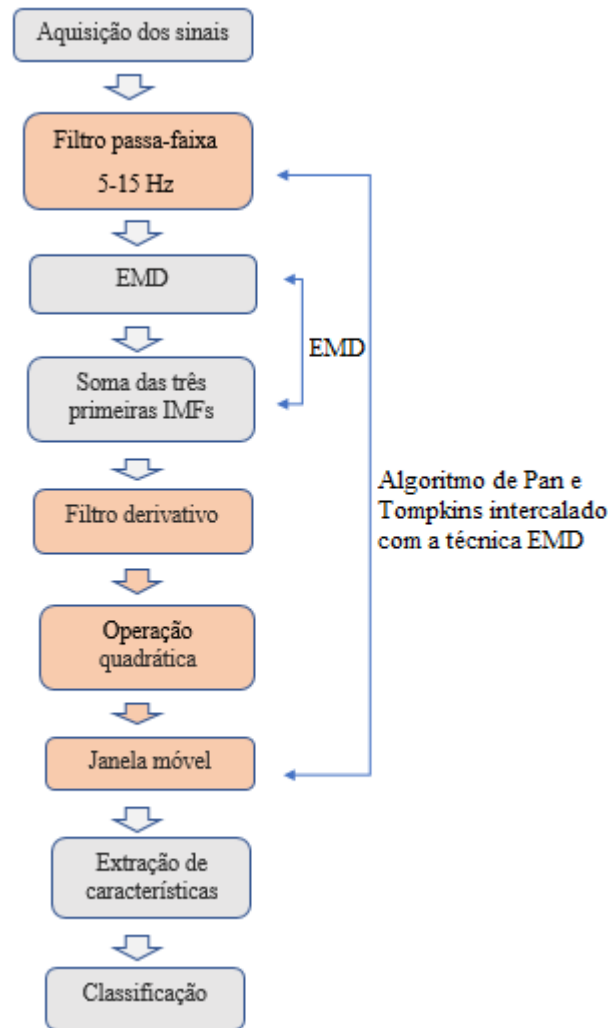 Aquisição dos sinais
Filtro passa-faixa
5-15 Hz
EMD
Soma das três
primeiras IMFs
EMD
Filtro derivativo
Algoritmo de Pan e
Tompkins intercalado
com a técnica EMD
Operação
quadrática
Janela móvel
Extração de
características
Classificação